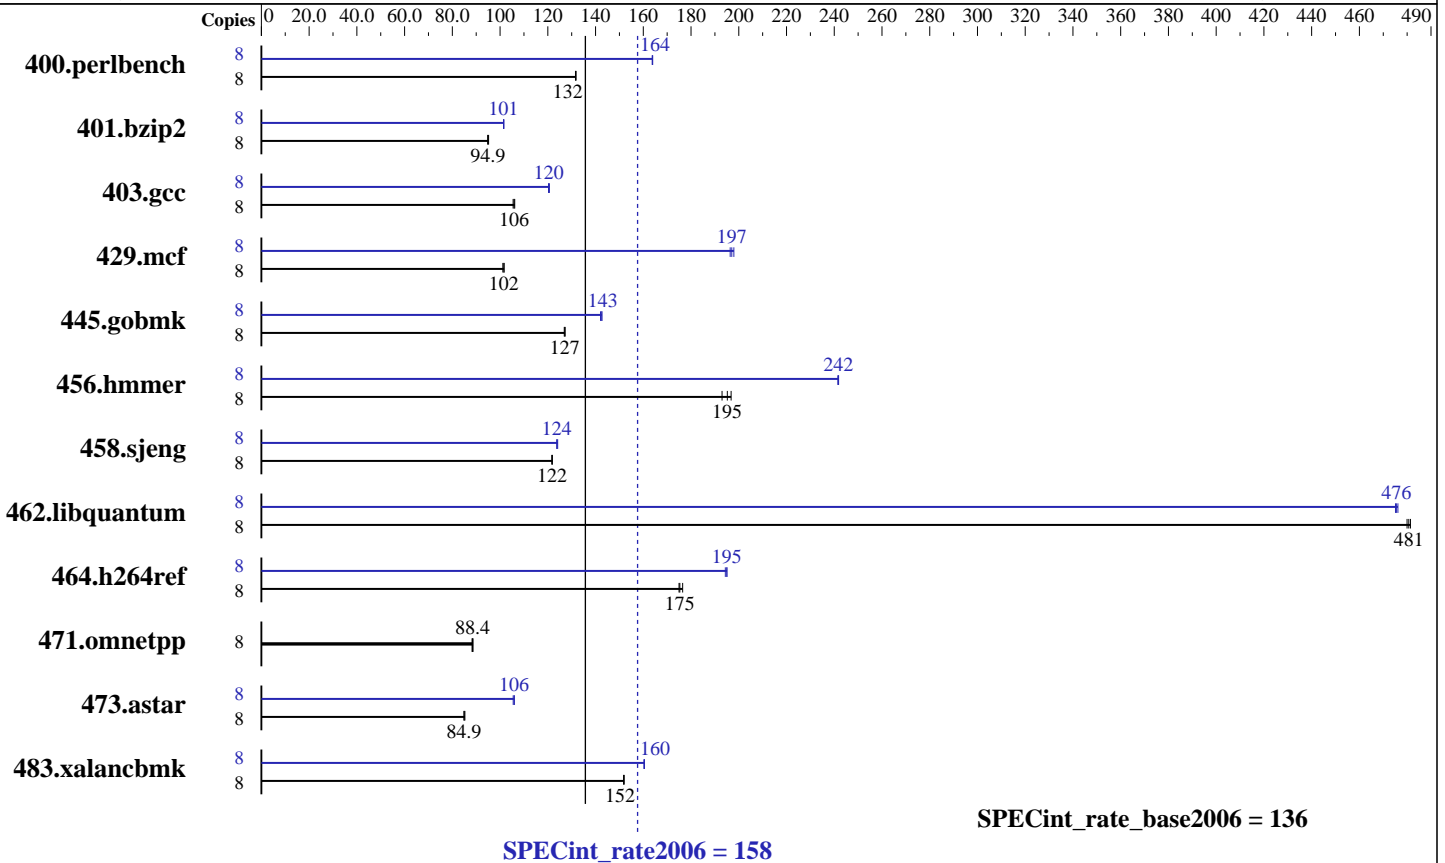 Copies 0 20.0 40.0 60.0 80.0 100 120 140 160 180 200 220 240 260 280 300 320 340 360 380 400 420 440 460 490
400.perlbench 8 164
8 132
401.bzip2 8 101
8 94.9
403.gcc 8 120
8 106
429.mcf 8 197
8 102
445.gobmk 8 143
8 127
456.hmmer 8 242
8 195
458.sjeng 8 124
8 122
462.libquantum 8 476
8 481
464.h264ref 8 195
8 175
471.omnetpp 8 88.4
473.astar 8 106
8 84.9
483.xalancbmk 8 160
8 152
SPECint_rate_base2006 = 136
SPECint_rate2006 = 158